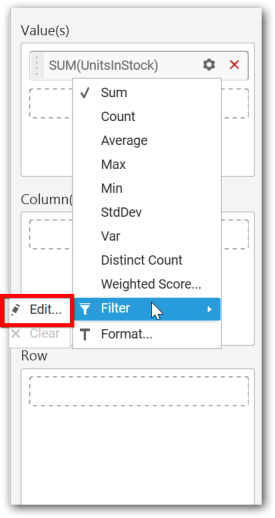 Value(s)
SUM(UnitsInStock)
Sum
Count
Average
Max
Min
StdDev
Var
Distinct Count
Weighted Score...
Column(
Edit...
Filter
Clear
Format...
Row